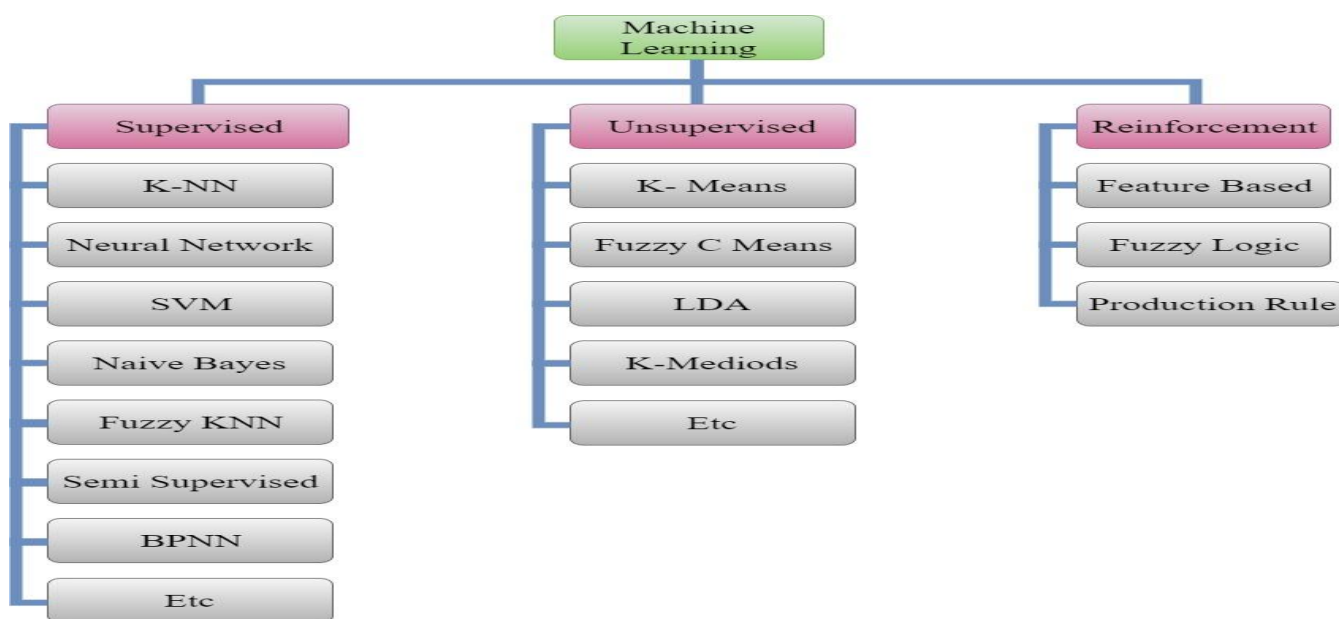 Machine
Learning
Supervised
K-NN
Neural Network
SVM
Naive Bayes
Fuzzy KNN
Semi Supervised
BPNN
Etc
Unsupervised
K- Means
Fuzzy C Means
LDA
K-Mediods
Etc
Reinforcement
Feature Based
Fuzzy Logic
Production Rule